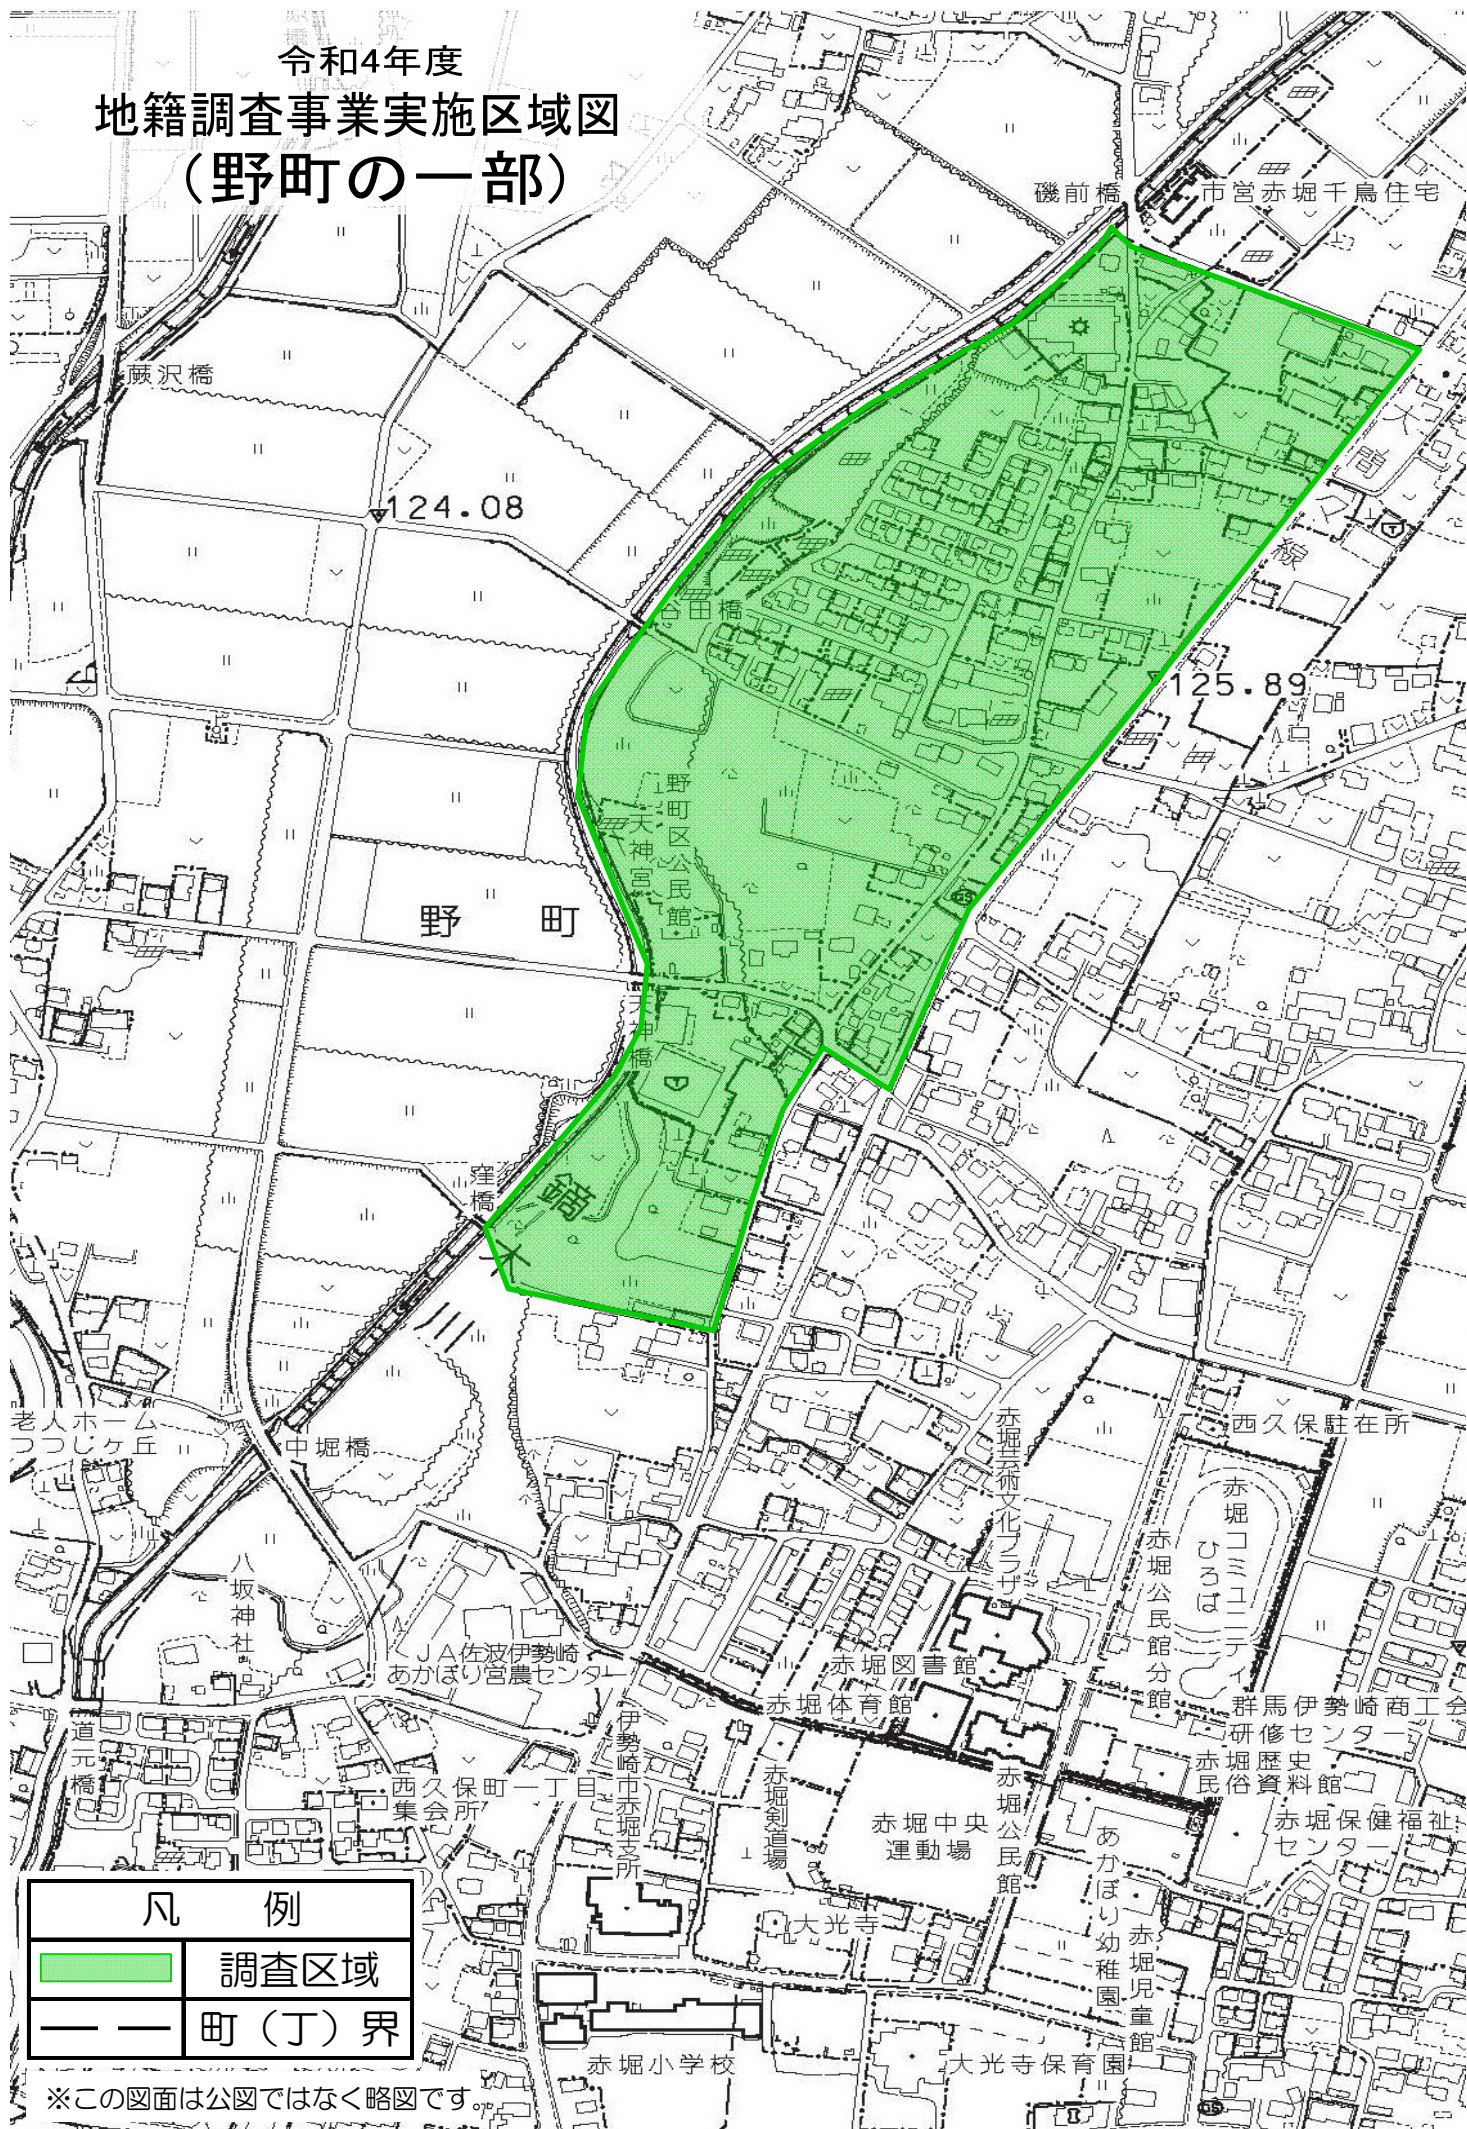 令和4年度
地籍調査事業実施区域図
(野町の一部)
磯前橋
市営赤堀千鳥住宅
蕨沢橋
大間々線
124.08
谷田橋
125.89
野町区公民館
天神宮
野 町
天神橋
窪橋
鏑木川
老人ホーム
つつじヶ丘
中堀橋
西久保駐在所
赤堀芸術文化プラザ
赤堀コミュニティ
ひろば
赤堀公民館分館
八坂神社
JA佐波伊勢崎
あかぼり営農センター
赤堀図書館
赤堀体育館
群馬伊勢崎商工会
研修センター
道元橋
伊勢崎市赤堀支所
赤堀歴史
民俗資料館
西久保町一丁目
集会所
赤堀剣道場
赤堀中央
運動場
赤堀公民館
あかぼり幼稚園
赤堀保健福祉
センター
大光寺
赤堀児童館
凡 例
調査区域
町(丁)界
赤堀小学校
大光寺保育園
※この図面は公図ではなく略図です。